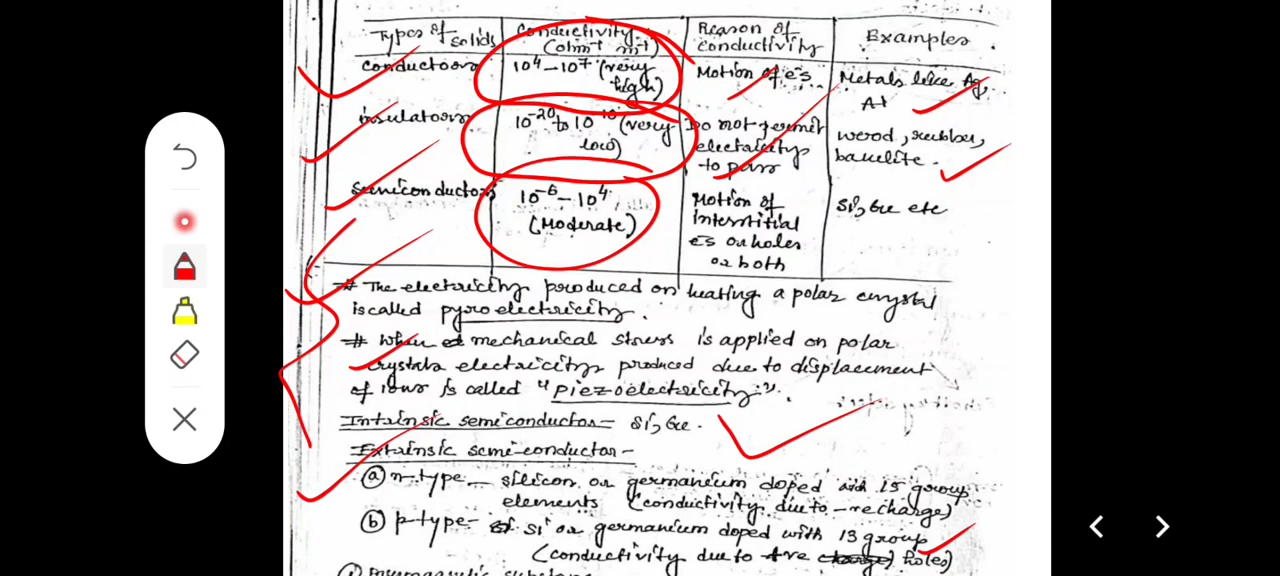 Types of solids | Conductivity (ohm⁻¹ m⁻¹) | Reason of conductivity | Examples
Conductors | 10⁴ – 10⁷ (very high) | Motion of e⁻s | Metals like Ag, Al
insulators | 10⁻²⁰ to 10⁻¹⁰ (very low) | Do not permit electricity to pass | wood, rubber, bakelite.
Semiconductors | 10⁻⁶ – 10⁴ (Moderate) | Motion of interstitial e⁻s or holes or both | Si, Ge etc
# The electricity produced on heating a polar crystal
is called pyroelectricity.
# When mechanical stress is applied on polar
crystals electricity produced due to displacement
of ions is called "piezoelectricity".
Intrinsic semiconductor – Si, Ge.
Extrinsic semi-conductor –
(a) n-type – silicon or germanium doped with 15 group
elements (conductivity due to –ve charge)
(b) p-type – Si or germanium doped with 13 group
(conductivity due to +ve holes)